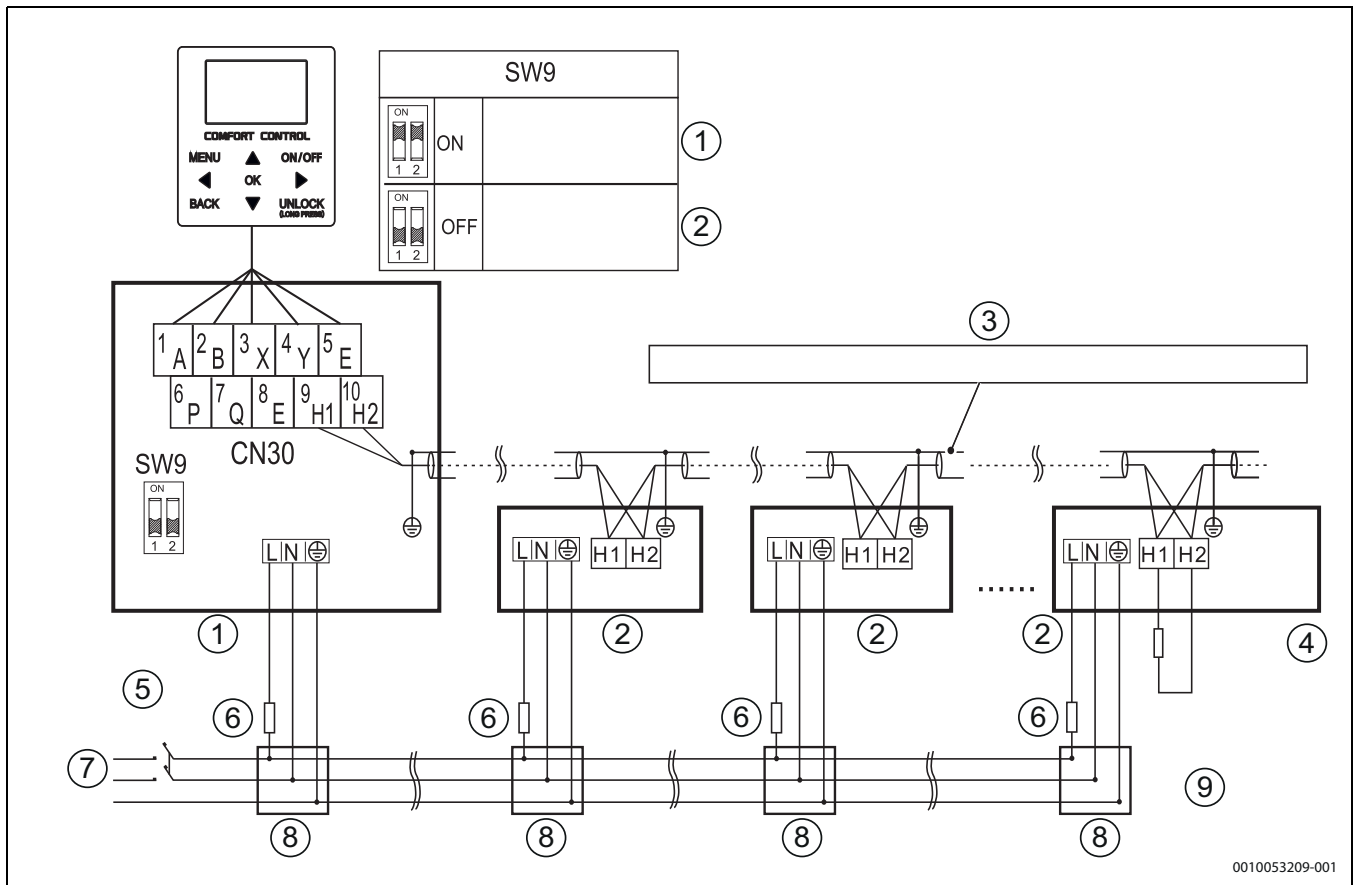 SW9
COMFORT CONTROL
MENU ON/OFF
OK
BACK UNLOCK
(LONG PRESS)
ON
1 2
ON
①
ON
1 2
OFF
②
③
1 A 2 B 3 X 4 Y 5 E
6 P 7 Q 8 E 9 H1 10 H2
CN30
SW9
ON
1 2
L N
L N
H1 H2
L N
H1 H2
......
L N
H1 H2
①
②
②
②
④
⑤
⑥
⑥
⑥
⑥
⑦
⑨
⑧
⑧
⑧
⑧
0010053209-001